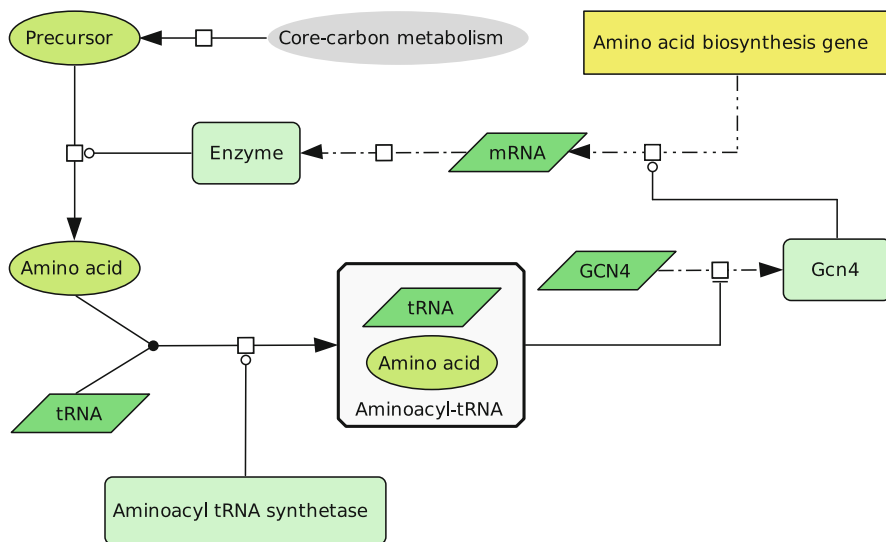 Precursor
Core-carbon metabolism
Amino acid biosynthesis gene
Enzyme
mRNA
Amino acid
GCN4
Gcn4
tRNA
Amino acid
Aminoacyl-tRNA
tRNA
Aminoacyl tRNA synthetase